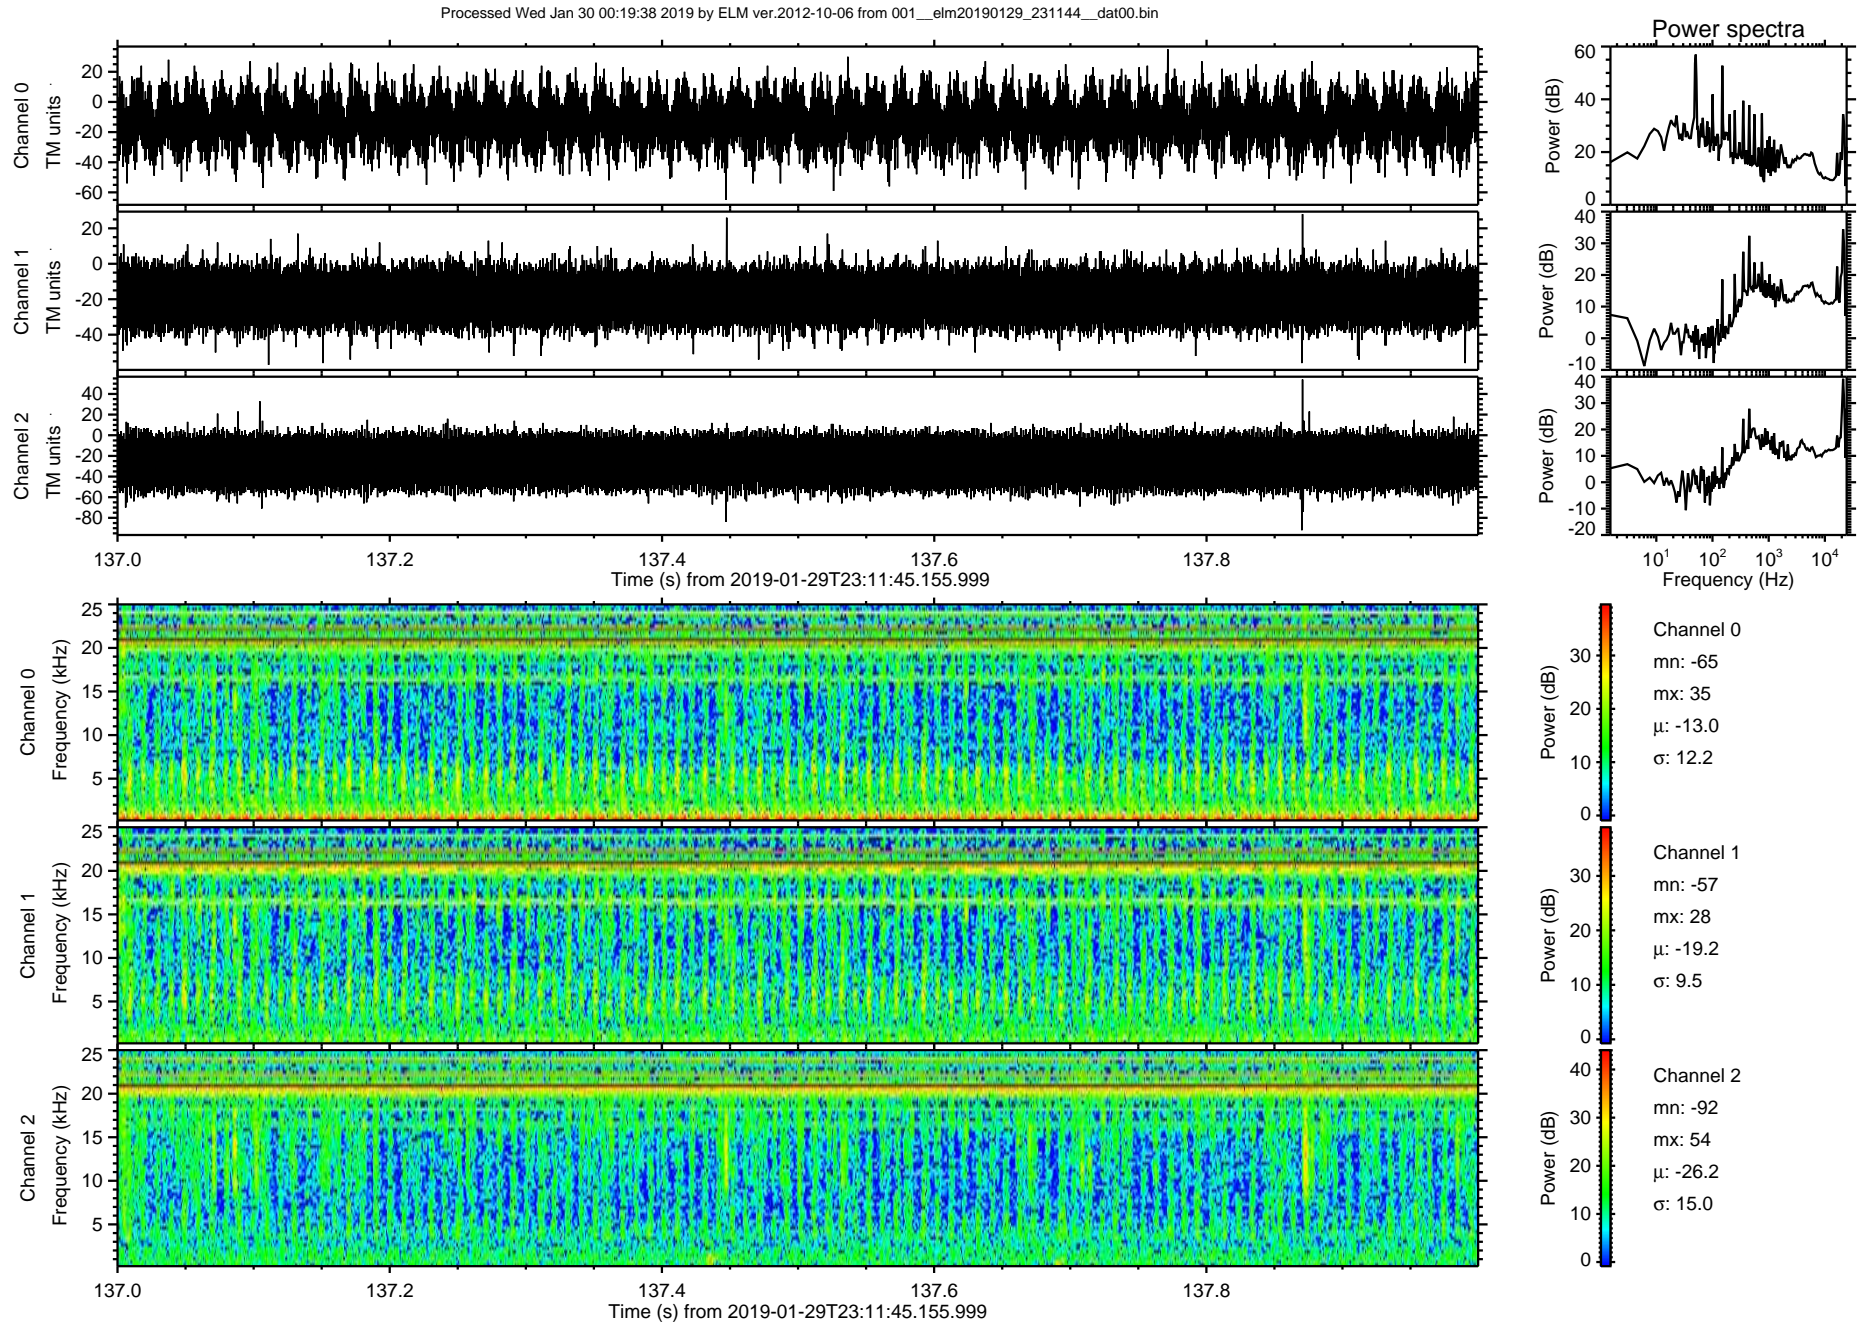 Processed Wed Jan 30 00:19:38 2019 by ELM ver.2012-10-06 from 001__elm20190129_231144__dat00.bin
Power spectra
Channel 0
TM units
20
0
-20
-40
-60
Power (dB)
60
40
20
0
Channel 1
TM units
20
0
-20
-40
Power (dB)
40
30
20
10
0
-10
Channel 2
TM units
40
20
0
-20
-40
-60
-80
Power (dB)
40
30
20
10
0
-10
-20
137.0 137.2 137.4 137.6 137.8
Time (s) from 2019-01-29T23:11:45.155.999
10¹ 10² 10³ 10⁴
Frequency (Hz)
Channel 0
Frequency (kHz)
25
20
15
10
5
Power (dB)
30
20
10
0
Channel 0
mn: -65
mx: 35
μ: -13.0
σ: 12.2
Channel 1
Frequency (kHz)
25
20
15
10
5
Power (dB)
30
20
10
0
Channel 1
mn: -57
mx: 28
μ: -19.2
σ: 9.5
Channel 2
Frequency (kHz)
25
20
15
10
5
Power (dB)
40
30
20
10
0
Channel 2
mn: -92
mx: 54
μ: -26.2
σ: 15.0
137.0 137.2 137.4 137.6 137.8
Time (s) from 2019-01-29T23:11:45.155.999